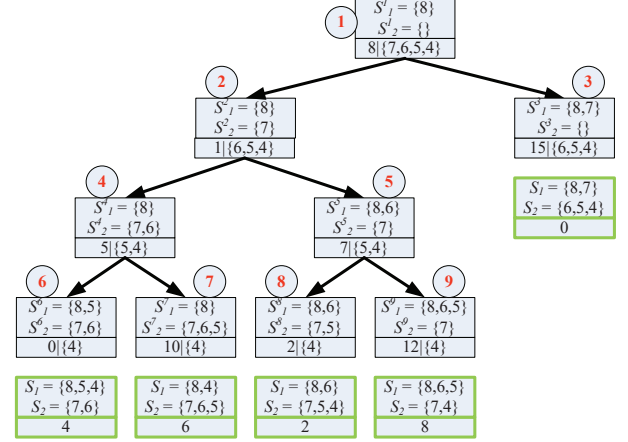 S¹₁ = {8}
1
S¹₂ = {}
8|{7,6,5,4}
2
3
S²₁ = {8}
S²₂ = {7}
1|{6,5,4}
S³₁ = {8,7}
S³₂ = {}
15|{6,5,4}
4
5
S⁴₁ = {8}
S⁴₂ = {7,6}
5|{5,4}
S⁵₁ = {8,6}
S⁵₂ = {7}
7|{5,4}
S₁ = {8,7}
S₂ = {6,5,4}
0
6
7
8
9
S⁶₁ = {8,5}
S⁶₂ = {7,6}
0|{4}
S⁷₁ = {8}
S⁷₂ = {7,6,5}
10|{4}
S⁸₁ = {8,6}
S⁸₂ = {7,5}
2|{4}
S⁹₁ = {8,6,5}
S⁹₂ = {7}
12|{4}
S₁ = {8,5,4}
S₂ = {7,6}
4
S₁ = {8,4}
S₂ = {7,6,5}
6
S₁ = {8,6}
S₂ = {7,5,4}
2
S₁ = {8,6,5}
S₂ = {7,4}
8